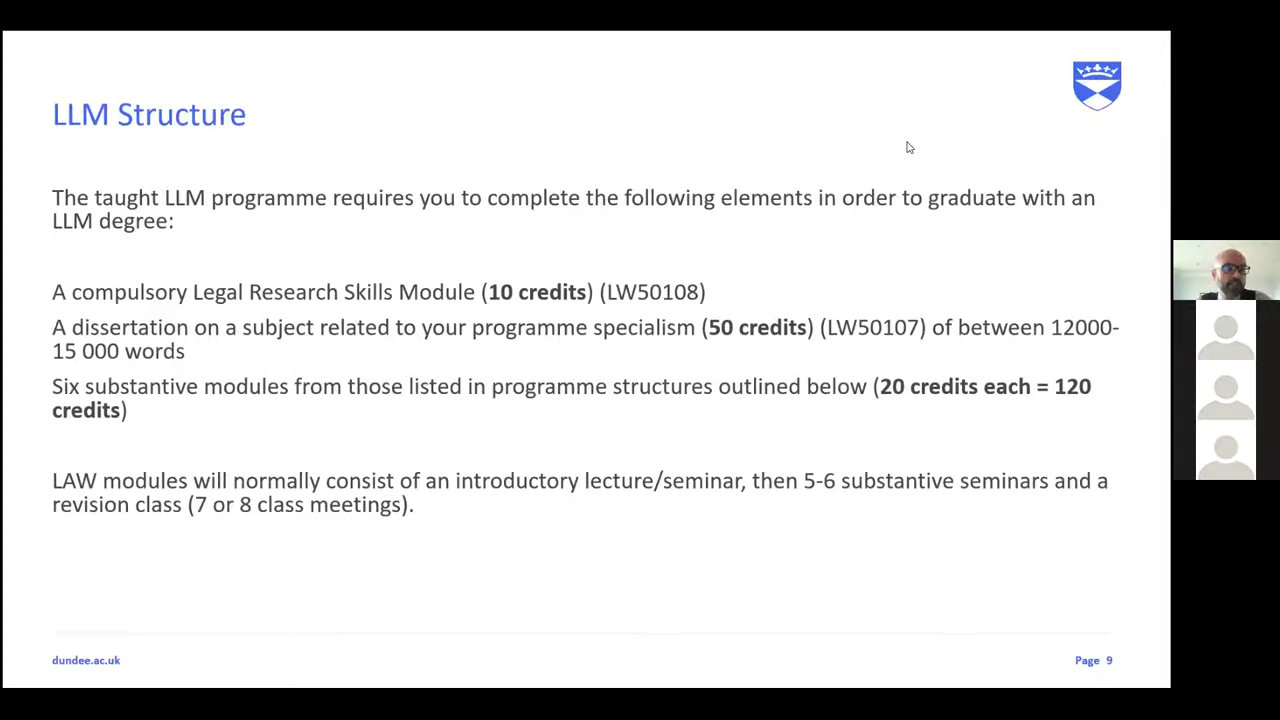 LLM Structure
The taught LLM programme requires you to complete the following elements in order to graduate with an
LLM degree:
A compulsory Legal Research Skills Module (10 credits) (LW50108)
A dissertation on a subject related to your programme specialism (50 credits) (LW50107) of between 12000-
15 000 words
Six substantive modules from those listed in programme structures outlined below (20 credits each = 120
credits)
LAW modules will normally consist of an introductory lecture/seminar, then 5-6 substantive seminars and a
revision class (7 or 8 class meetings).
dundee.ac.uk
Page 9